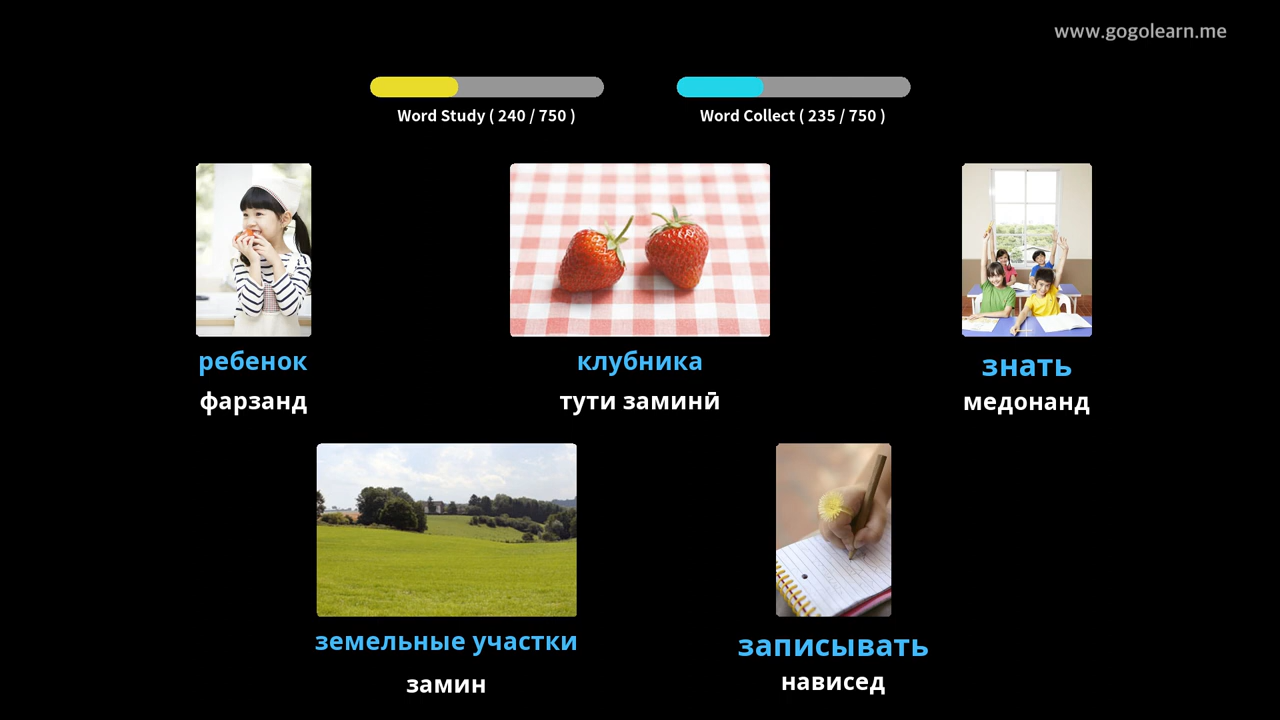 www.gogolearn.me
Word Study ( 240 / 750 )
Word Collect ( 235 / 750 )
ребенок
фарзанд
клубника
тути заминӣ
знать
медонанд
земельные участки
замин
записывать
нависед